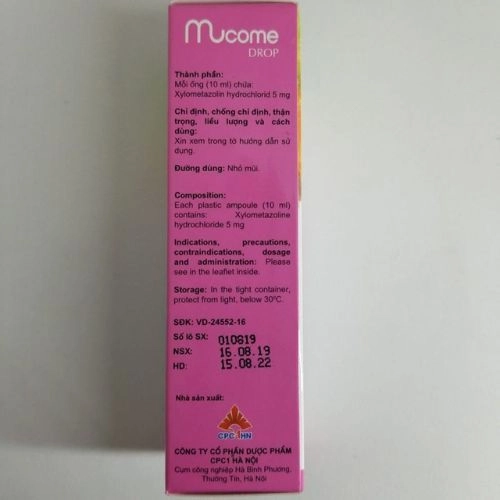 mucome
DROP
Thành phần:
Mỗi ống (10 ml) chứa:
Xylometazolin hydrochlorid 5 mg
Chỉ định, chống chỉ định, thận
trọng, liều lượng và cách
dùng:
Xin xem trong tờ hướng dẫn sử
dụng.
Đường dùng: Nhỏ mũi.
Composition:
Each plastic ampoule (10 ml)
contains: Xylometazoline
hydrochloride 5 mg
Indications, precautions,
contraindications, dosage
and administration: Please
see in the leaflet inside.
Storage: In the tight container,
protect from light, below 30ºC.
SĐK: VD-24552-16
Số lô SX: 010819
NSX: 16.08.19
HD: 15.08.22
Nhà sản xuất:
CPC1 HN
CÔNG TY CỔ PHẦN DƯỢC PHẨM
CPC1 HÀ NỘI
Cụm công nghiệp Hà Bình Phương,
Thường Tín, Hà Nội